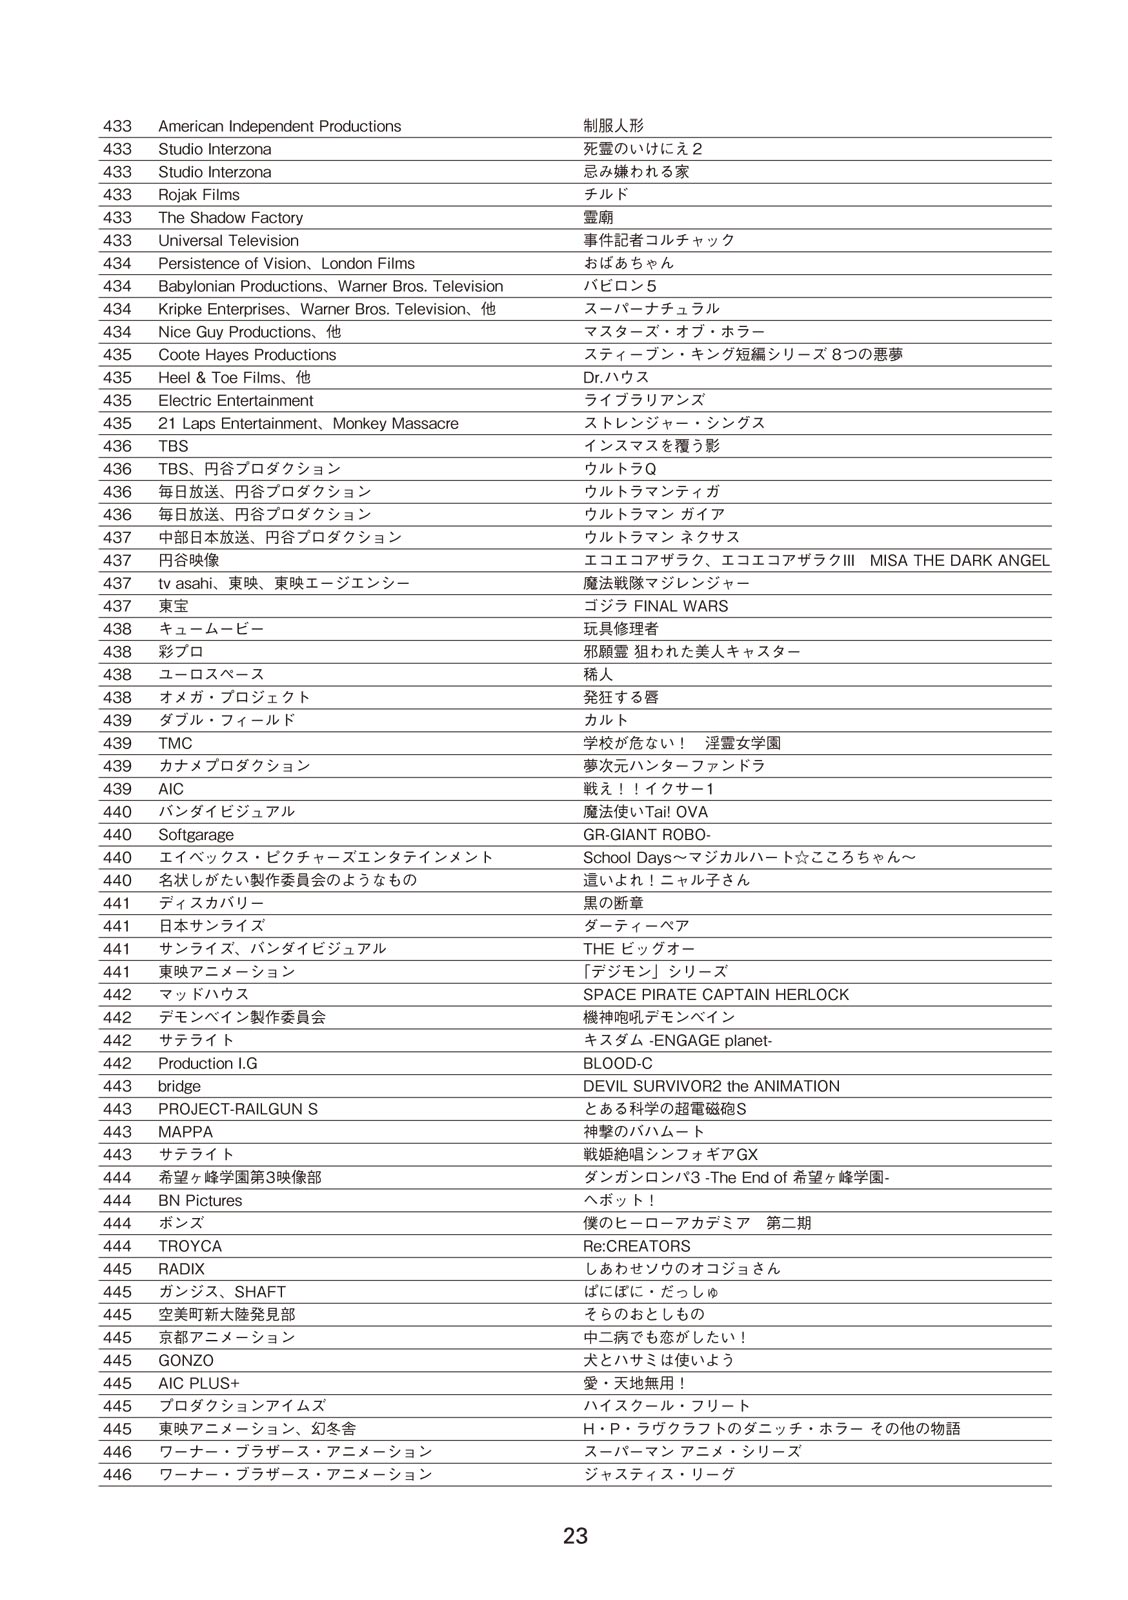 433 American Independent Productions 制服人形
433 Studio Interzona 死霊のいけにえ2
433 Studio Interzona 忌み嫌われる家
433 Rojak Films チルド
433 The Shadow Factory 霊廟
433 Universal Television 事件記者コルチャック
434 Persistence of Vision、London Films おばあちゃん
434 Babylonian Productions、Warner Bros. Television バビロン5
434 Kripke Enterprises、Warner Bros. Television、他 スーパーナチュラル
434 Nice Guy Productions、他 マスターズ・オブ・ホラー
435 Coote Hayes Productions スティーブン・キング短編シリーズ 8つの悪夢
435 Heel & Toe Films、他 Dr.ハウス
435 Electric Entertainment ライブラリアンズ
435 21 Laps Entertainment、Monkey Massacre ストレンジャー・シングス
436 TBS インスマスを覆う影
436 TBS、円谷プロダクション ウルトラQ
436 毎日放送、円谷プロダクション ウルトラマンティガ
436 毎日放送、円谷プロダクション ウルトラマン ガイア
437 中部日本放送、円谷プロダクション ウルトラマン ネクサス
437 円谷映像 エコエコアザラク、エコエコアザラクIII　MISA THE DARK ANGEL
437 tv asahi、東映、東映エージエンシー 魔法戦隊マジレンジャー
437 東宝 ゴジラ FINAL WARS
438 キュームービー 玩具修理者
438 彩プロ 邪願霊 狙われた美人キャスター
438 ユーロスペース 稀人
438 オメガ・プロジェクト 発狂する唇
439 ダブル・フィールド カルト
439 TMC 学校が危ない！　淫霊女学園
439 カナメプロダクション 夢次元ハンターファンドラ
439 AIC 戦え！！イクサー1
440 バンダイビジュアル 魔法使いTai! OVA
440 Softgarage GR-GIANT ROBO-
440 エイベックス・ピクチャーズエンタテインメント School Days～マジカルハート☆こころちゃん～
440 名状しがたい製作委員会のようなもの 這いよれ！ニャル子さん
441 ディスカバリー 黒の断章
441 日本サンライズ ダーティーペア
441 サンライズ、バンダイビジュアル THE ビッグオー
441 東映アニメーション 「デジモン」シリーズ
442 マッドハウス SPACE PIRATE CAPTAIN HERLOCK
442 デモンベイン製作委員会 機神咆吼デモンベイン
442 サテライト キスダム -ENGAGE planet-
442 Production I.G BLOOD-C
443 bridge DEVIL SURVIVOR2 the ANIMATION
443 PROJECT-RAILGUN S とある科学の超電磁砲S
443 MAPPA 神撃のバハムート
443 サテライト 戦姫絶唱シンフォギアGX
444 希望ヶ峰学園第3映像部 ダンガンロンパ3 -The End of 希望ヶ峰学園-
444 BN Pictures ヘボット！
444 ボンズ 僕のヒーローアカデミア　第二期
444 TROYCA Re:CREATORS
445 RADIX しあわせソウのオコジョさん
445 ガンジス、SHAFT ぱにぽに・だっしゅ
445 空美町新大陸発見部 そらのおとしもの
445 京都アニメーション 中二病でも恋がしたい！
445 GONZO 犬とハサミは使いよう
445 AIC PLUS+ 愛・天地無用！
445 プロダクションアイムズ ハイスクール・フリート
445 東映アニメーション、幻冬舎 H・P・ラヴクラフトのダニッチ・ホラー その他の物語
446 ワーナー・ブラザース・アニメーション スーパーマン アニメ・シリーズ
446 ワーナー・ブラザース・アニメーション ジャスティス・リーグ
23